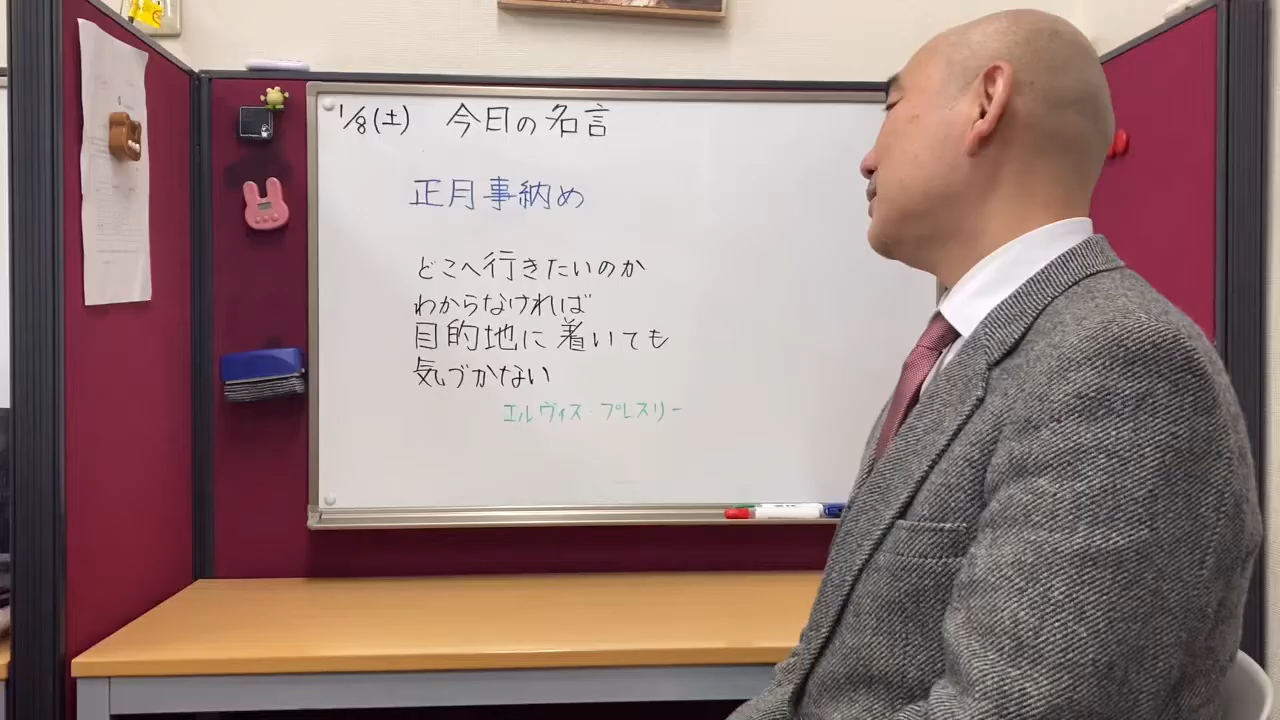 1/8(土) 今日の名言
正月事納め
どこへ行きたいのか
わからなければ
目的地に着いても
気づかない
エルヴィス・プレスリー